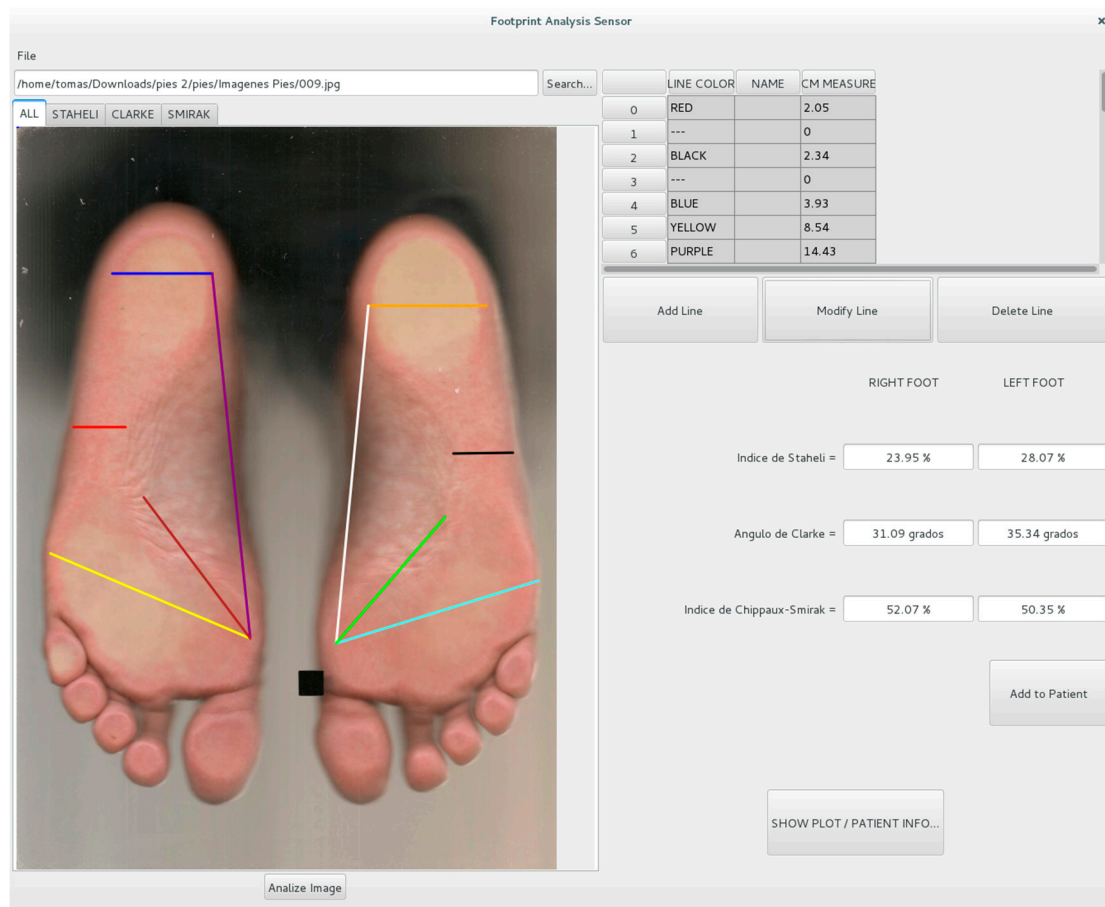 Footprint Analysis Sensor ×
File
/home/tomas/Downloads/pies 2/pies/Imagenes Pies/009.jpg Search...
ALL STAHELI CLARKE SMIRAK
LINE COLOR NAME CM MEASURE
0 RED 2.05
1 --- 0
2 BLACK 2.34
3 --- 0
4 BLUE 3.93
5 YELLOW 8.54
6 PURPLE 14.43
Add Line Modify Line Delete Line
RIGHT FOOT LEFT FOOT
Indice de Staheli = 23.95 % 28.07 %
Angulo de Clarke = 31.09 grados 35.34 grados
Indice de Chippaux-Smirak = 52.07 % 50.35 %
Add to Patient
SHOW PLOT / PATIENT INFO...
Analize Image